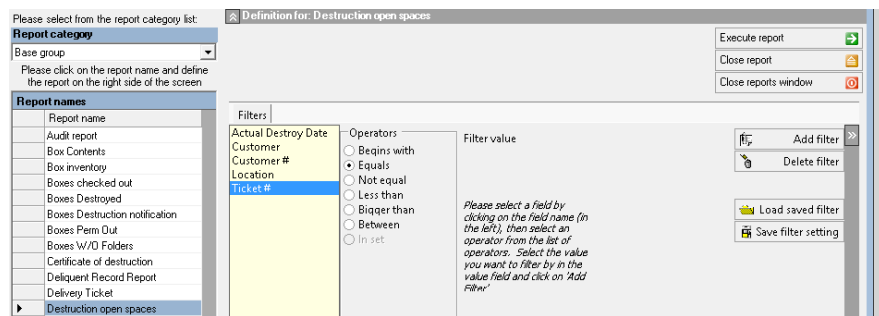 Please select from the report category list:
Report category
Base group
Please click on the report name and define
the report on the right side of the screen
Report names
Report name
Audit report
Box Contents
Box inventory
Boxes checked out
Boxes Destroyed
Boxes Destruction notification
Boxes Perm Out
Boxes W/O Folders
Certificate of destruction
Deliquent Record Report
Delivery Ticket
Destruction open spaces
Definition for: Destruction open spaces
Execute report
Close report
Close reports window
Filters
Actual Destroy Date
Customer
Customer #
Location
Ticket #
Operators
Begins with
Equals
Not equal
Less than
Bigger than
Between
In set
Filter value
Please select a field by
clicking on the field name (in
the left), then select an
operator from the list of
operators. Select the value
you want to filter by in the
value field and click on 'Add
Filter'
Add filter
Delete filter
Load saved filter
Save filter setting